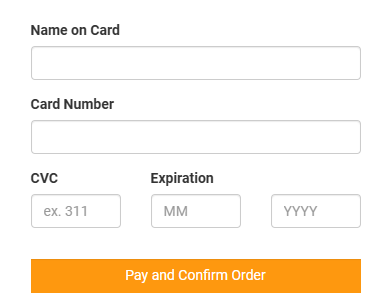 Name on Card
Card Number
CVC Expiration
ex. 311 MM YYYY
Pay and Confirm Order